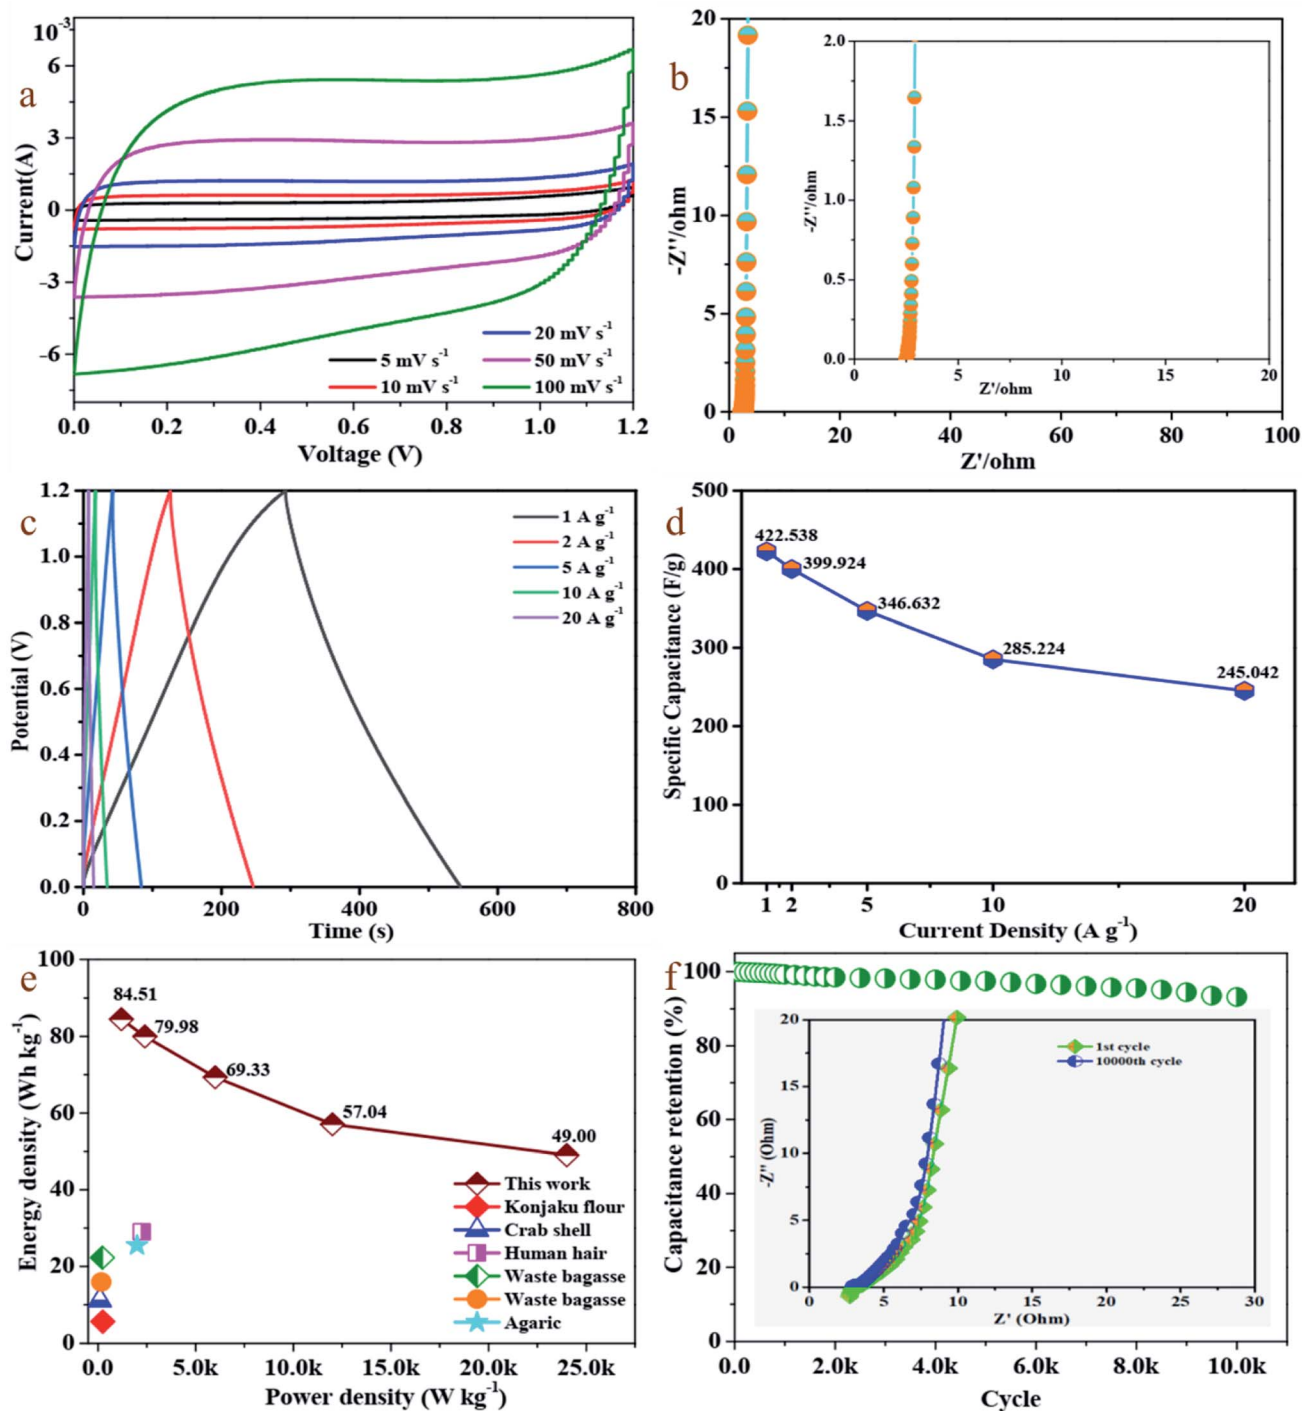 a
10⁻³
6
3
0
−3
−6
Current(A)
5 mV s⁻¹
10 mV s⁻¹
20 mV s⁻¹
50 mV s⁻¹
100 mV s⁻¹
0.0 0.2 0.4 0.6 0.8 1.0 1.2
Voltage (V)
b
20
15
10
5
0
-Z''/ohm
2.0
1.5
1.0
0.5
0.0
-Z''/ohm
0 5 10 15 20
Z'/ohm
0 20 40 60 80 100
Z'/ohm
c
1.2
1.0
0.8
0.6
0.4
0.2
0.0
Potential (V)
1 A g⁻¹
2 A g⁻¹
5 A g⁻¹
10 A g⁻¹
20 A g⁻¹
0 200 400 600 800
Time (s)
d
500
400
300
200
100
0
Specific Capacitance (F/g)
422.538
399.924
346.632
285.224
245.042
1 2 5 10 20
Current Density (A g⁻¹)
e
100
80
60
40
20
0
Energy density (Wh kg⁻¹)
84.51
79.98
69.33
57.04
49.00
This work
Konjaku flour
Crab shell
Human hair
Waste bagasse
Waste bagasse
Agaric
0.0 5.0k 10.0k 15.0k 20.0k 25.0k
Power density (W kg⁻¹)
f
100
80
60
40
20
0
Capacitance retention (%)
20
15
10
5
0
-Z'' (Ohm)
1st cycle
10000th cycle
0 5 10 15 20 25 30
Z' (Ohm)
0.0 2.0k 4.0k 6.0k 8.0k 10.0k
Cycle